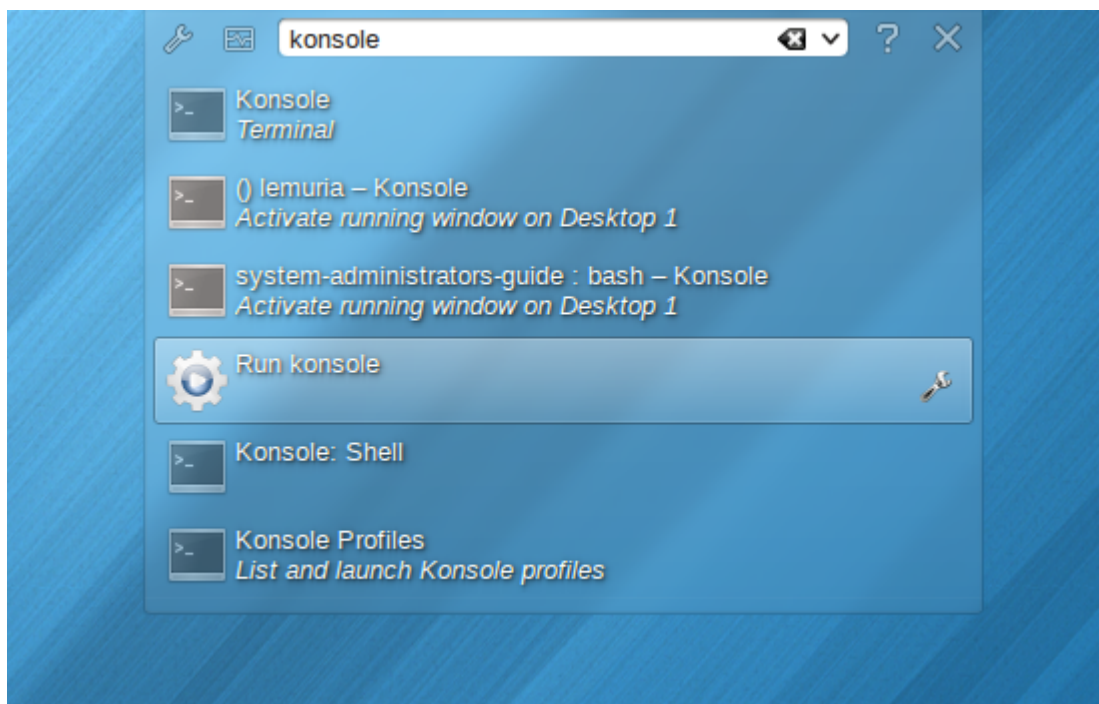 konsole
Konsole
Terminal
() lemuria – Konsole
Activate running window on Desktop 1
system-administrators-guide : bash – Konsole
Activate running window on Desktop 1
Run konsole
Konsole: Shell
Konsole Profiles
List and launch Konsole profiles